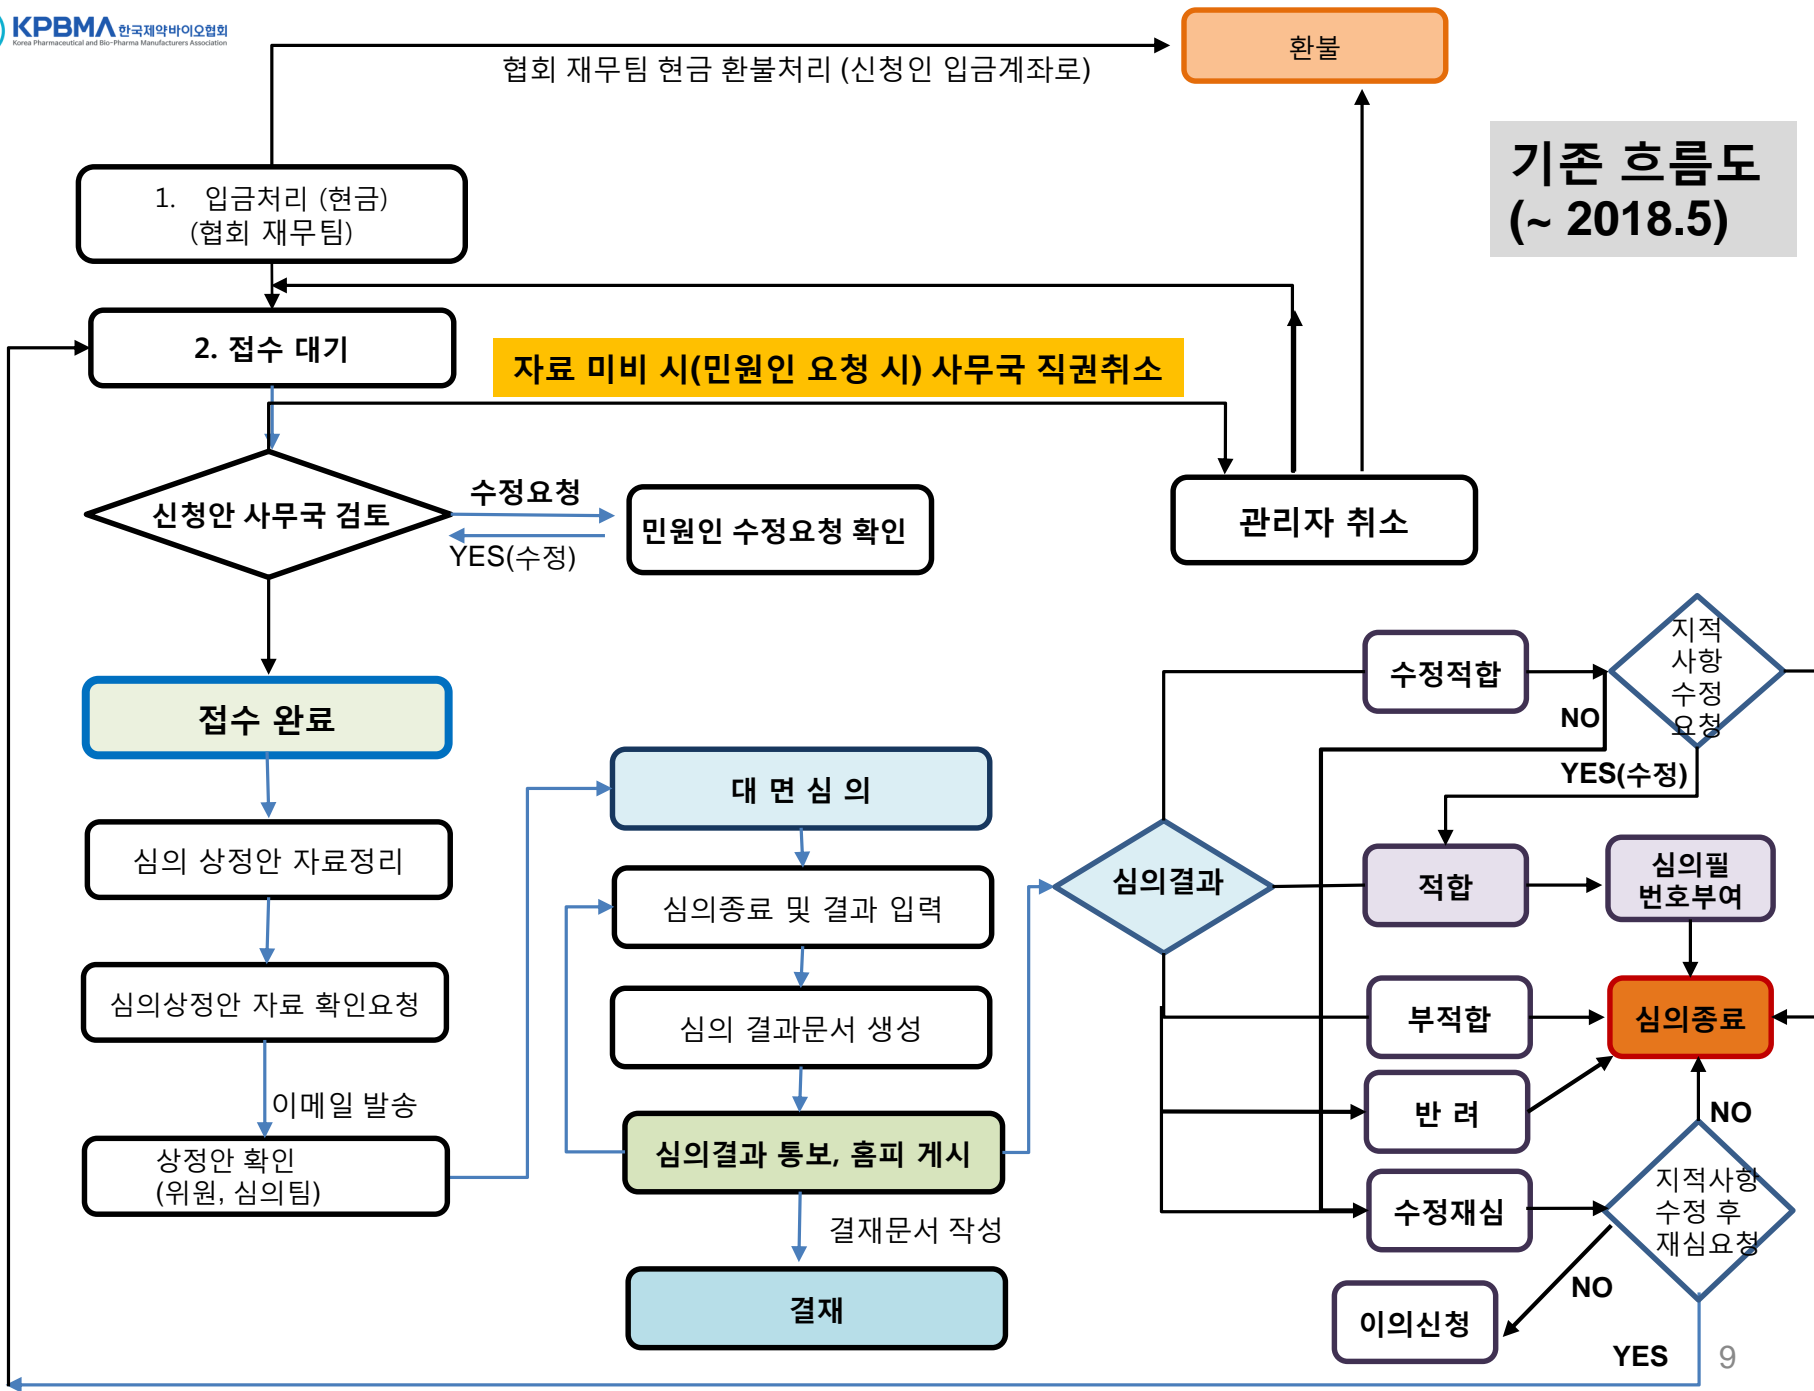 KPBMA 한국제약바이오협회
Korea Pharmaceutical and Bio-Pharma Manufacturers Association
환불
협회 재무팀 현금 환불처리 (신청인 입금계좌로)
기존 흐름도
(~ 2018.5)
1. 입금처리 (현금)
(협회 재무팀)
2. 접수 대기
자료 미비 시(민원인 요청 시) 사무국 직권취소
신청안 사무국 검토
수정요청
YES(수정)
민원인 수정요청 확인
관리자 취소
접수 완료
심의 상정안 자료정리
심의상정안 자료 확인요청
이메일 발송
상정안 확인
(위원, 심의팀)
대 면 심 의
심의종료 및 결과 입력
심의 결과문서 생성
심의결과 통보, 홈피 게시
결재문서 작성
결재
심의결과
수정적합
지적
사항
수정
요청
NO
YES(수정)
적합
심의필
번호부여
부적합
심의종료
반 려
NO
수정재심
지적사항
수정 후
재심요청
NO
이의신청
YES
9